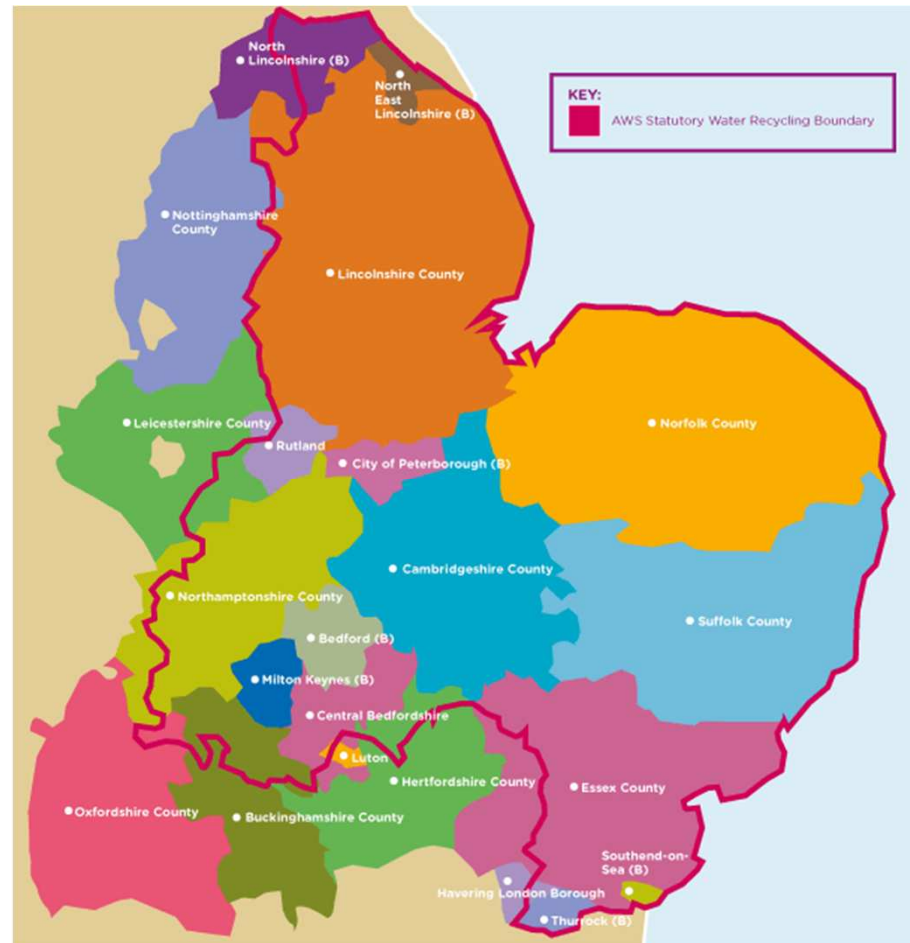 North
Lincolnshire (B)
North
East
Lincolnshire (B)
KEY:
AWS Statutory Water Recycling Boundary
Nottinghamshire
County
Lincolnshire County
Leicestershire County
Rutland
Norfolk County
City of Peterborough (B)
Cambridgeshire County
Northamptonshire County
Suffolk County
Bedford (B)
Milton Keynes (B)
Central Bedfordshire
Luton
Hertfordshire County
Essex County
Oxfordshire County
Buckinghamshire County
Southend-on-
Sea (B)
Havering London Borough
Thurrock (B)